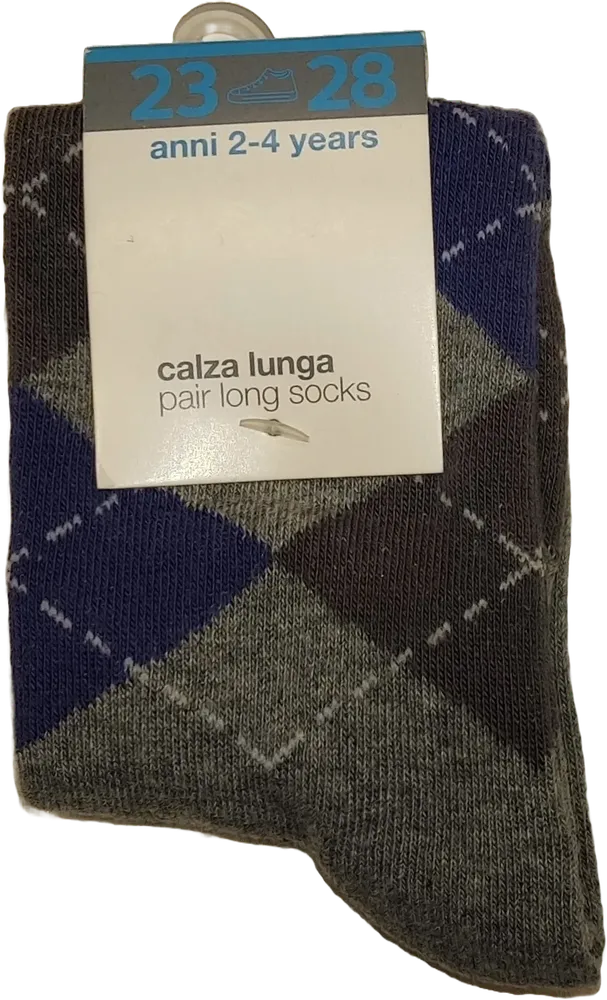 23 28
anni 2-4 years
calza lunga
pair long socks